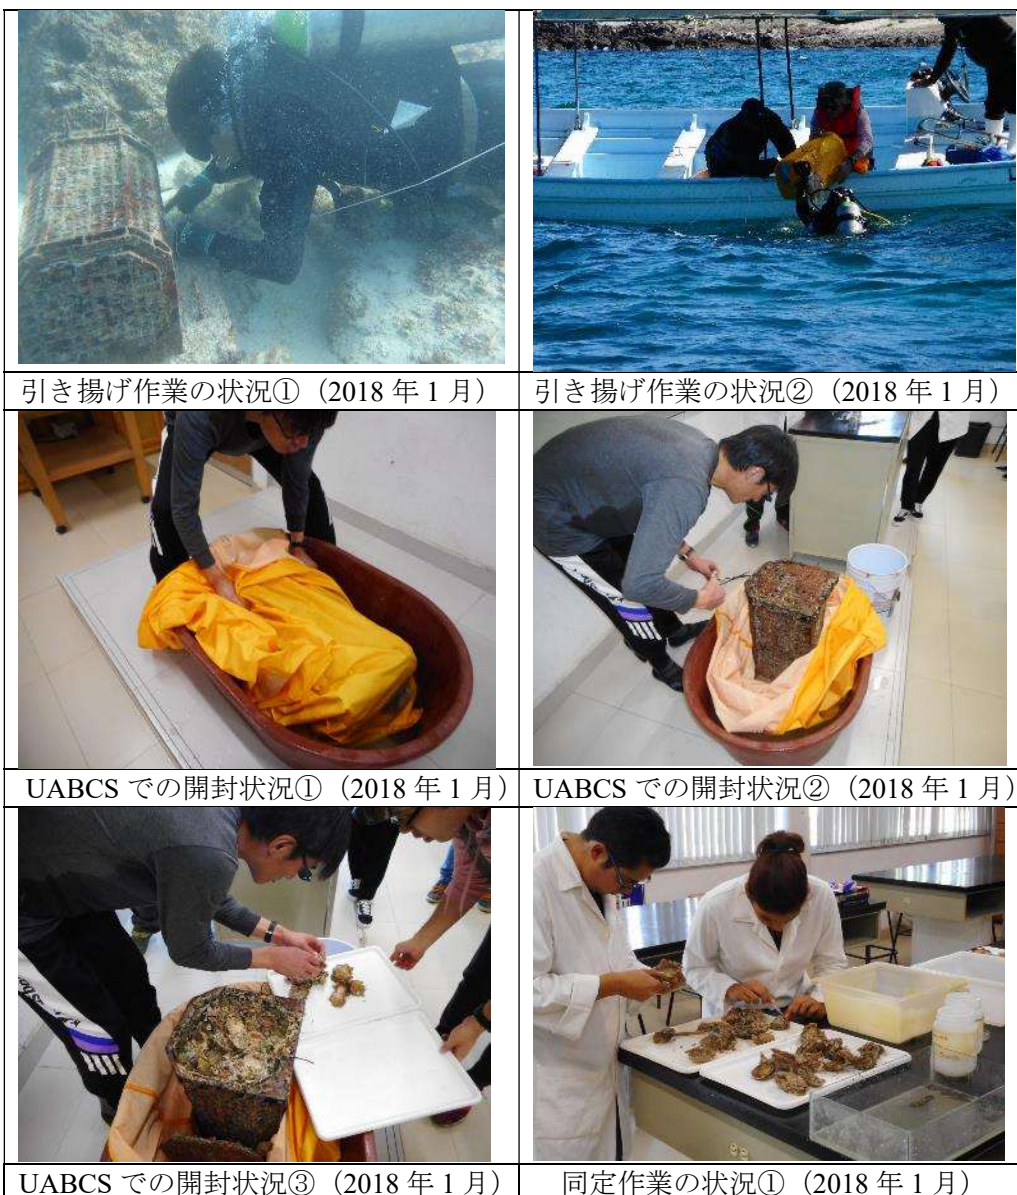 引き揚げ作業の状況①（2018 年 1 月）
引き揚げ作業の状況②（2018 年 1 月）
UABCS での開封状況①（2018 年 1 月）
UABCS での開封状況②（2018 年 1 月）
UABCS での開封状況③（2018 年 1 月）
同定作業の状況①（2018 年 1 月）